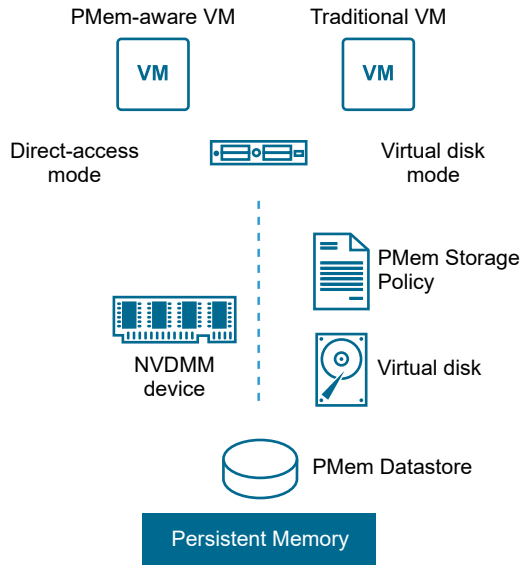 PMem-aware VM
Traditional VM
VM
VM
Direct-access
mode
Virtual disk
mode
PMem Storage
Policy
NVDMM
device
Virtual disk
PMem Datastore
Persistent Memory